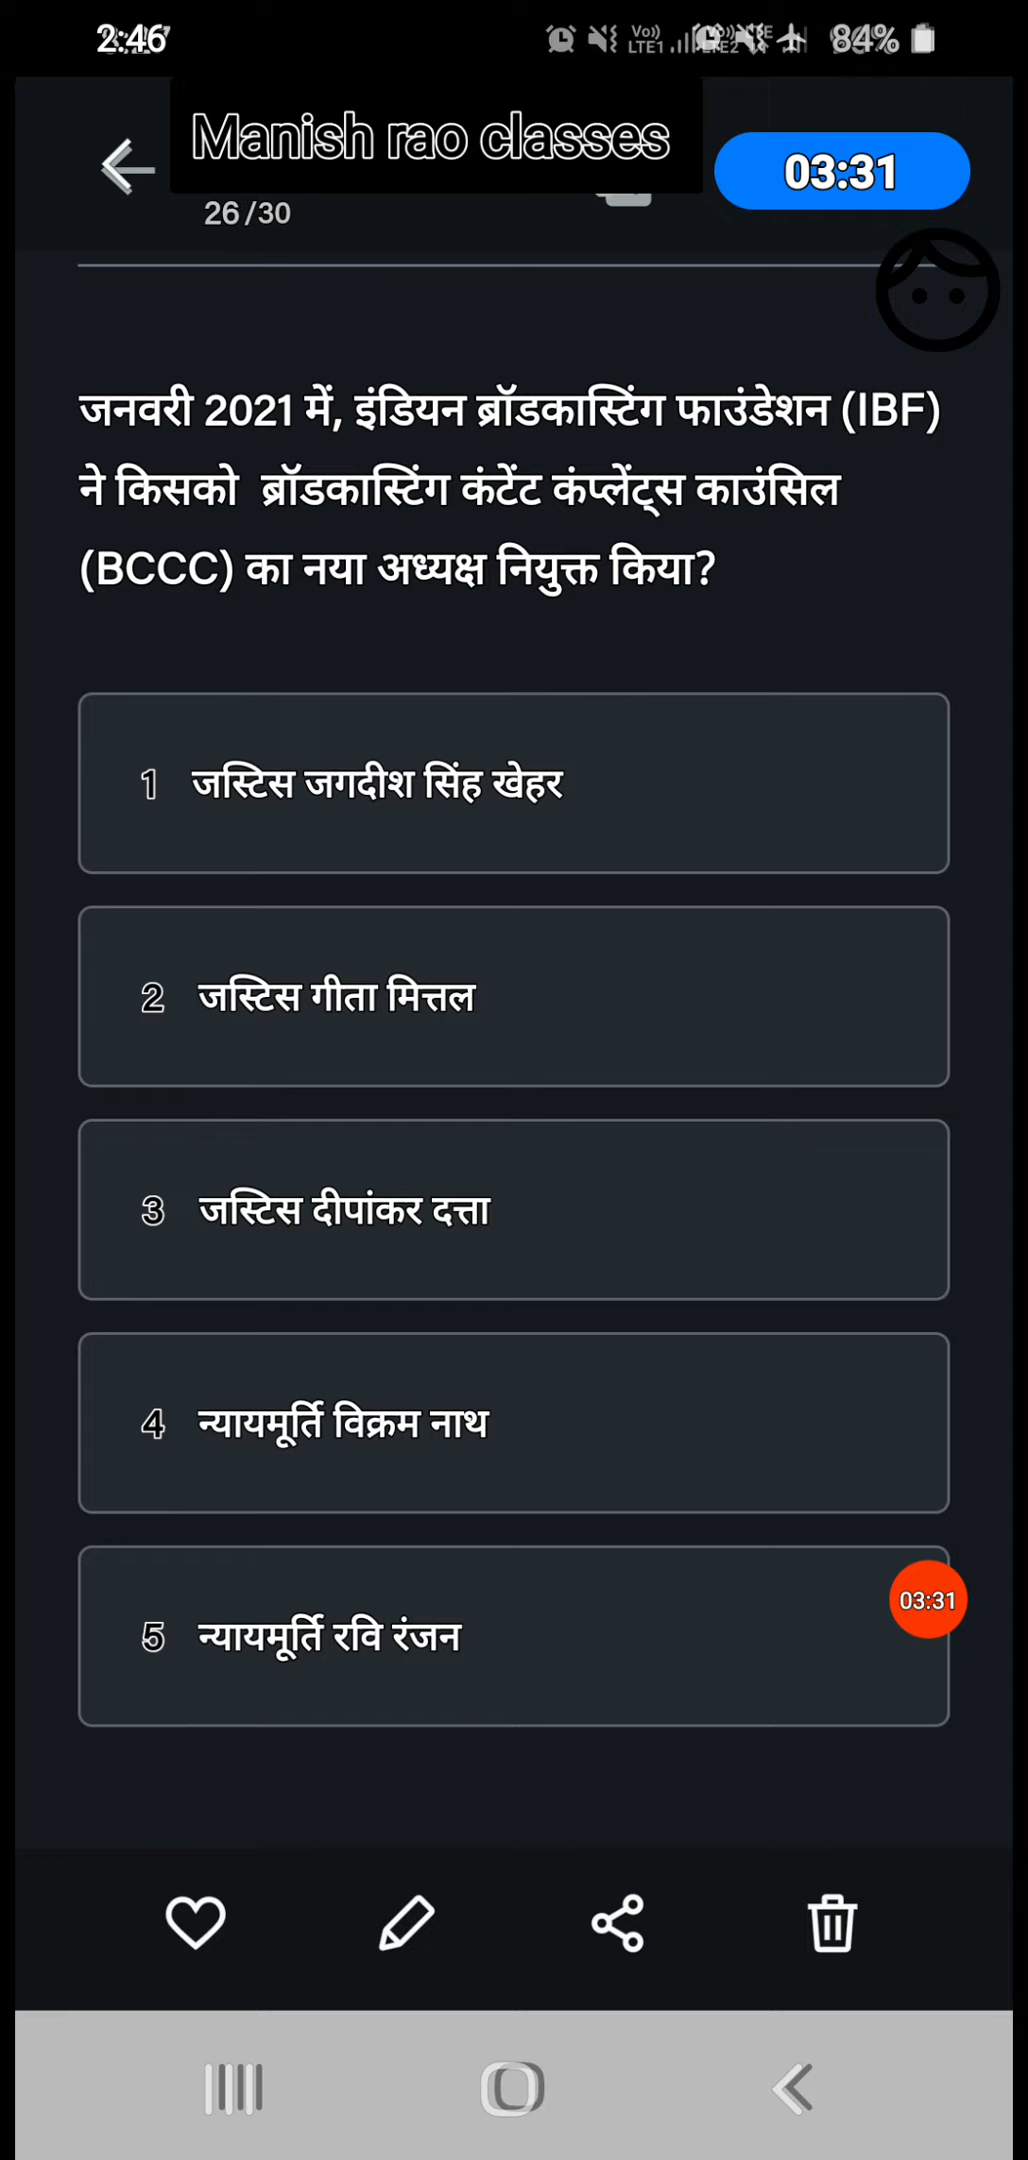 2:46
84%
Manish rao classes
03:31
26/30
जनवरी 2021 में, इंडियन ब्रॉडकास्टिंग फाउंडेशन (IBF)
ने किसको ब्रॉडकास्टिंग कंटेंट कंप्लेंट्स काउंसिल
(BCCC) का नया अध्यक्ष नियुक्त किया?
1 जस्टिस जगदीश सिंह खेहर
2 जस्टिस गीता मित्तल
3 जस्टिस दीपांकर दत्ता
4 न्यायमूर्ति विक्रम नाथ
5 न्यायमूर्ति रवि रंजन
03:31